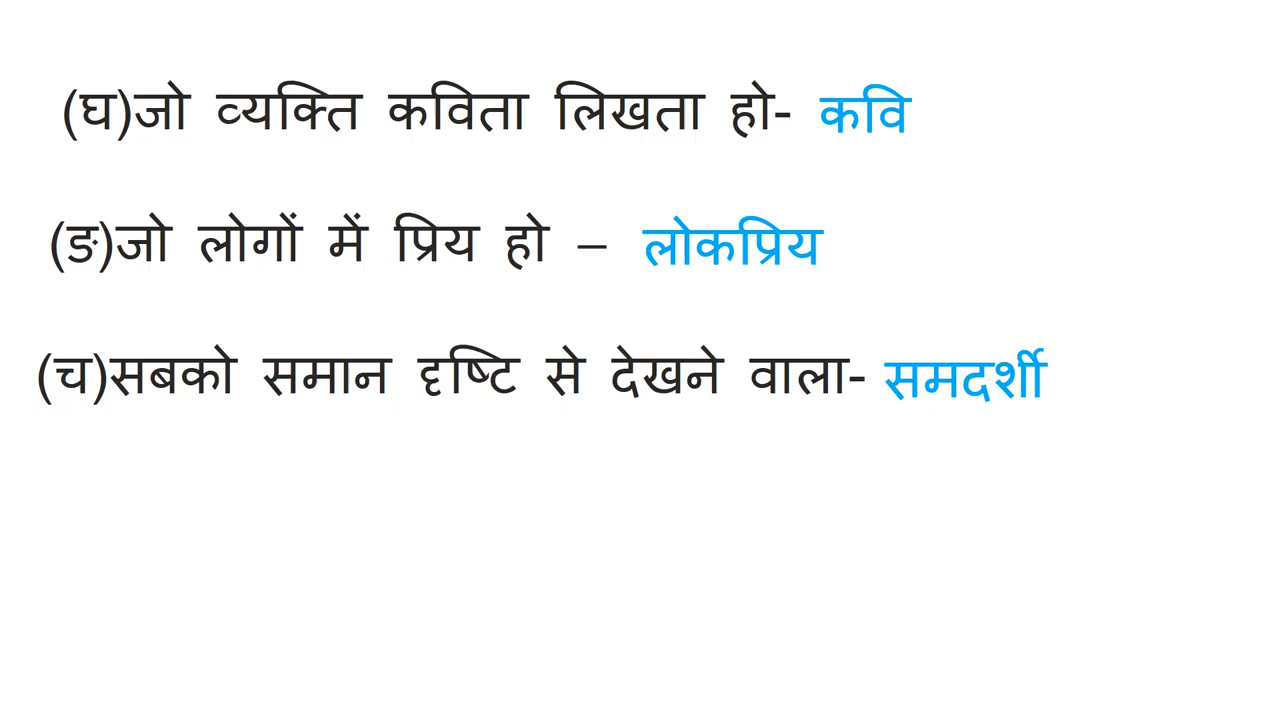 (घ)जो व्यक्ति कविता लिखता हो- कवि
(ङ)जो लोगों में प्रिय हो – लोकप्रिय
(च)सबको समान दृष्टि से देखने वाला- समदर्शी